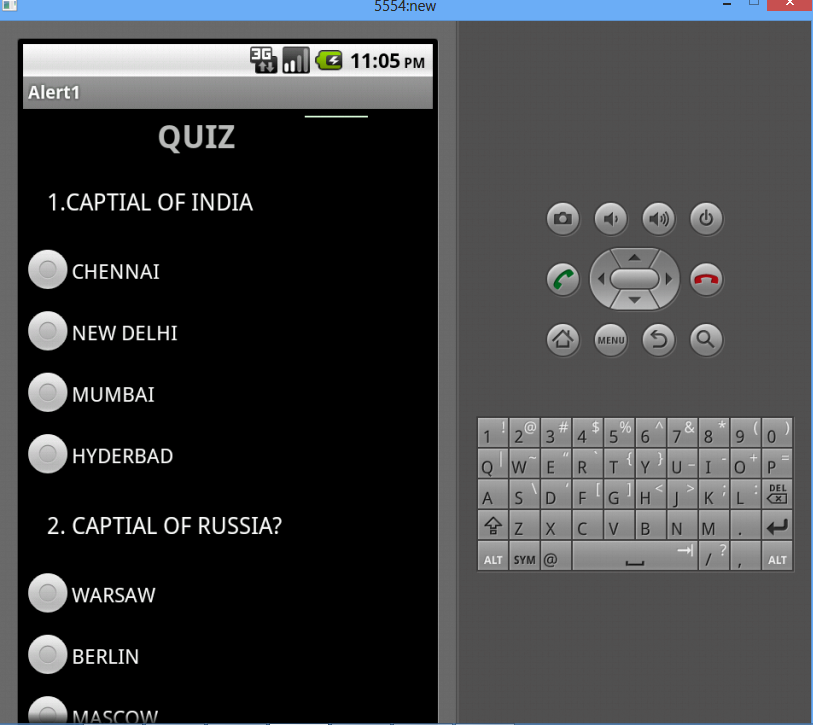 5554:new
3G 11:05 PM
Alert1
QUIZ
1.CAPTIAL OF INDIA
CHENNAI
NEW DELHI
MUMBAI
HYDERBAD
2. CAPTIAL OF RUSSIA?
WARSAW
BERLIN
MASCOW
MENU
1 ! 2 @ 3 # 4 $ 5 % 6 ^ 7 & 8 * 9 ( 0 )
Q | W ~ E “ R ` T { Y } U _ I - O + P =
A S \ D ‘ F [ G ] H < J > K ; L : DEL
Z X C V B N M .
ALT SYM @ / ? , ALT